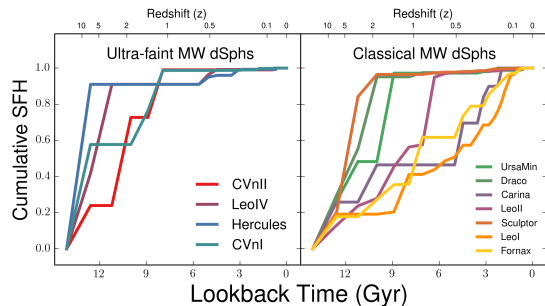 Redshift (z) Redshift (z)
10 5 2 1 0.5 0.1 0 10 5 2 1 0.5 0.1 0
Ultra-faint MW dSphs Classical MW dSphs
Cumulative SFH
1.0
0.8
0.6
0.4
0.2
0.0
CVnII
LeoIV
Hercules
CVnI
UrsaMin
Draco
Carina
LeoII
Sculptor
LeoI
Fornax
12 9 6 3 0 12 9 6 3 0
Lookback Time (Gyr)